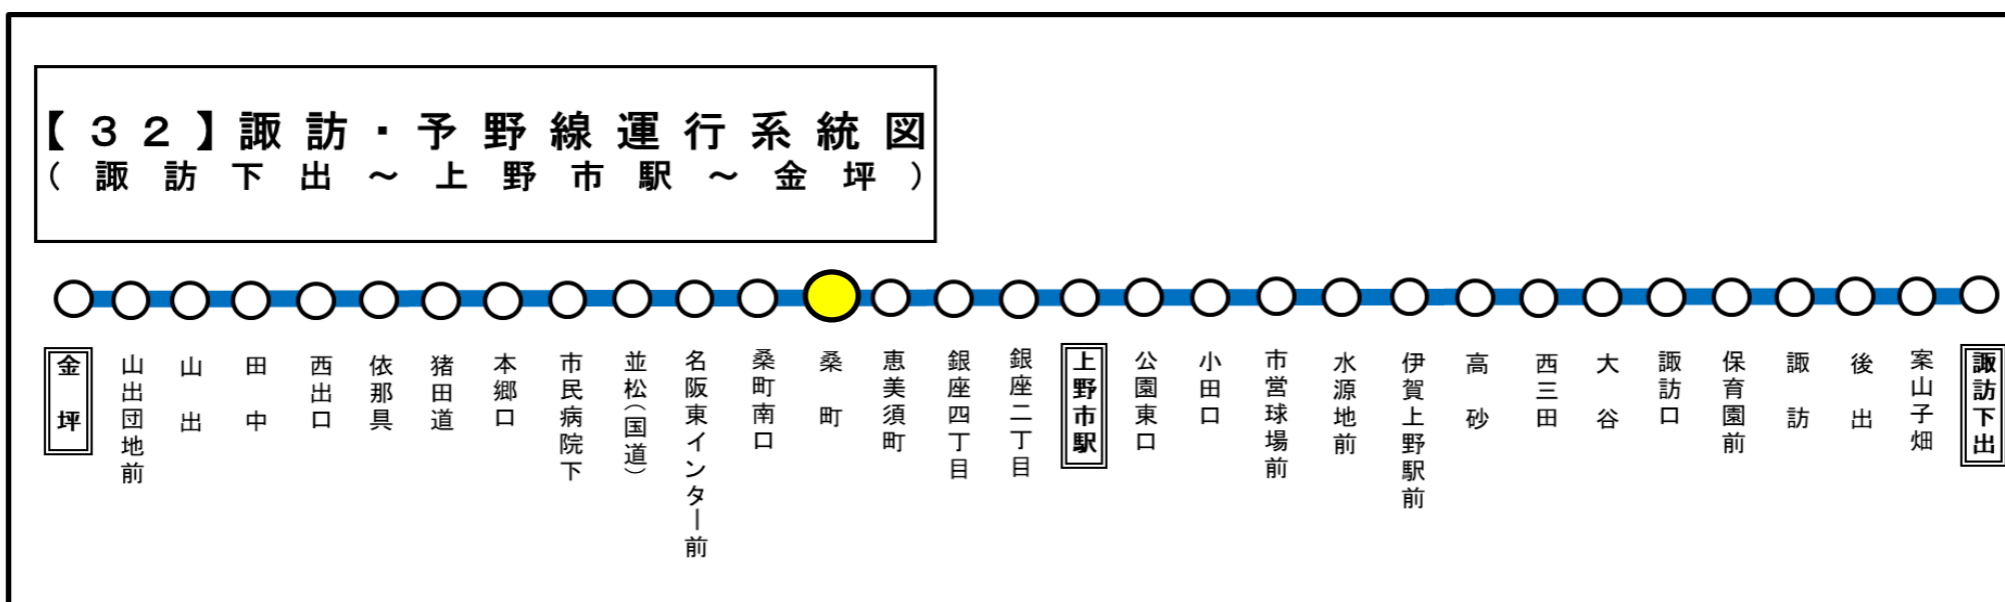 【32】諏訪・予野線運行系統図
(諏訪下出～上野市駅～金坪)
金坪
山出団地前
山出
田中
西出口
依那具
猪田道
本郷口
市民病院下
並松(国道)
名阪東インター前
桑町南口
桑町
恵美須町
銀座四丁目
銀座二丁目
上野市駅
公園東口
小田口
市営球場前
水源地前
伊賀上野駅前
高砂
西三田
大谷
諏訪口
保育園前
諏訪
後出
案山子畑
諏訪下出